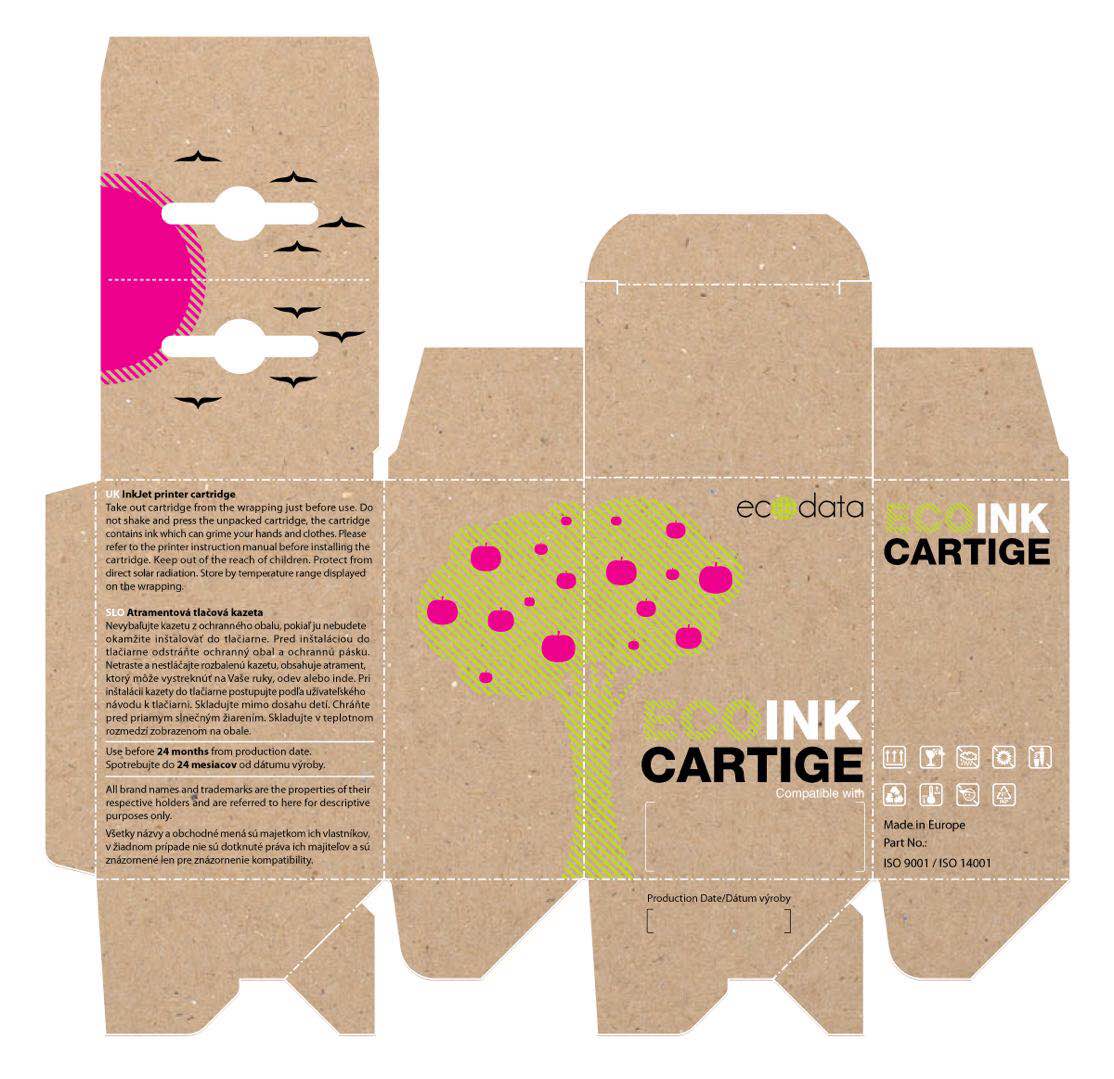 UK InkJet printer cartridge
Take out cartridge from the wrapping just before use. Do
not shake and press the unpacked cartridge, the cartridge
contains ink which can grime your hands and clothes. Please
refer to the printer instruction manual before installing the
cartridge. Keep out of the reach of children. Protect from
direct solar radiation. Store by temperature range displayed
on the wrapping.
SLO Atramentová tlačová kazeta
Nevybaľujte kazetu z ochranného obalu, pokiaľ ju nebudete
okamžite inštalovať do tlačiarne. Pred inštaláciou do
tlačiarne odstráňte ochranný obal a ochrannú pásku.
Netraste a nestláčajte rozbalenú kazetu, obsahuje atrament,
ktorý môže vystreknúť na Vaše ruky, odev alebo inde. Pri
inštalácii kazety do tlačiarne postupujte podľa užívateľského
návodu k tlačiarni. Skladujte mimo dosahu detí. Chráňte
pred priamym slnečným žiarením. Skladujte v teplotnom
rozmedzí zobrazenom na obale.
Use before 24 months from production date.
Spotrebujte do 24 mesiacov od dátumu výroby.
All brand names and trademarks are the properties of their
respective holders and are referred to here for descriptive
purposes only.
Všetky názvy a obchodné mená sú majetkom ich vlastníkov,
v žiadnom prípade nie sú dotknuté práva ich majiteľov a sú
znázornené len pre znázornenie kompatibility.
ecodata
ECOINK
CARTIGE
Compatible with
Production Date/Dátum výroby
ECOINK
CARTIGE
Made in Europe
Part No.:
ISO 9001 / ISO 14001